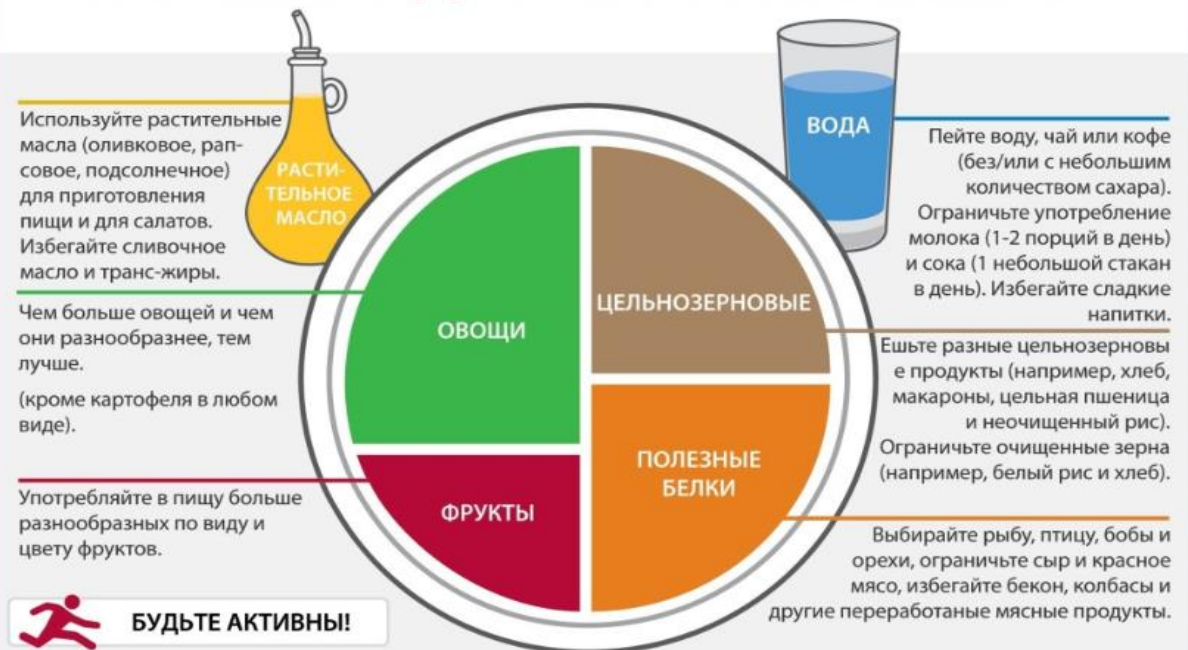 Используйте растительные
масла (оливковое, рап-
совое, подсолнечное)
для приготовления
пищи и для салатов.
Избегайте сливочное
масло и транс-жиры.
РАСТИ-
ТЕЛЬНОЕ
МАСЛО
ВОДА
Пейте воду, чай или кофе
(без/или с небольшим
количеством сахара).
Ограничьте употребление
молока (1-2 порций в день)
и сока (1 небольшой стакан
в день). Избегайте сладкие
напитки.
Чем больше овощей и чем
они разнообразнее, тем
лучше.
(кроме картофеля в любом
виде).
ОВОЩИ
ЦЕЛЬНОЗЕРНОВЫЕ
Ешьте разные цельнозерновы
е продукты (например, хлеб,
макароны, цельная пшеница
и неочищенный рис).
Ограничьте очищенные зерна
(например, белый рис и хлеб).
Употребляйте в пищу больше
разнообразных по виду и
цвету фруктов.
ФРУКТЫ
ПОЛЕЗНЫЕ
БЕЛКИ
Выбирайте рыбу, птицу, бобы и
орехи, ограничьте сыр и красное
мясо, избегайте бекон, колбасы и
другие переработаные мясные продукты.
БУДЬТЕ АКТИВНЫ!